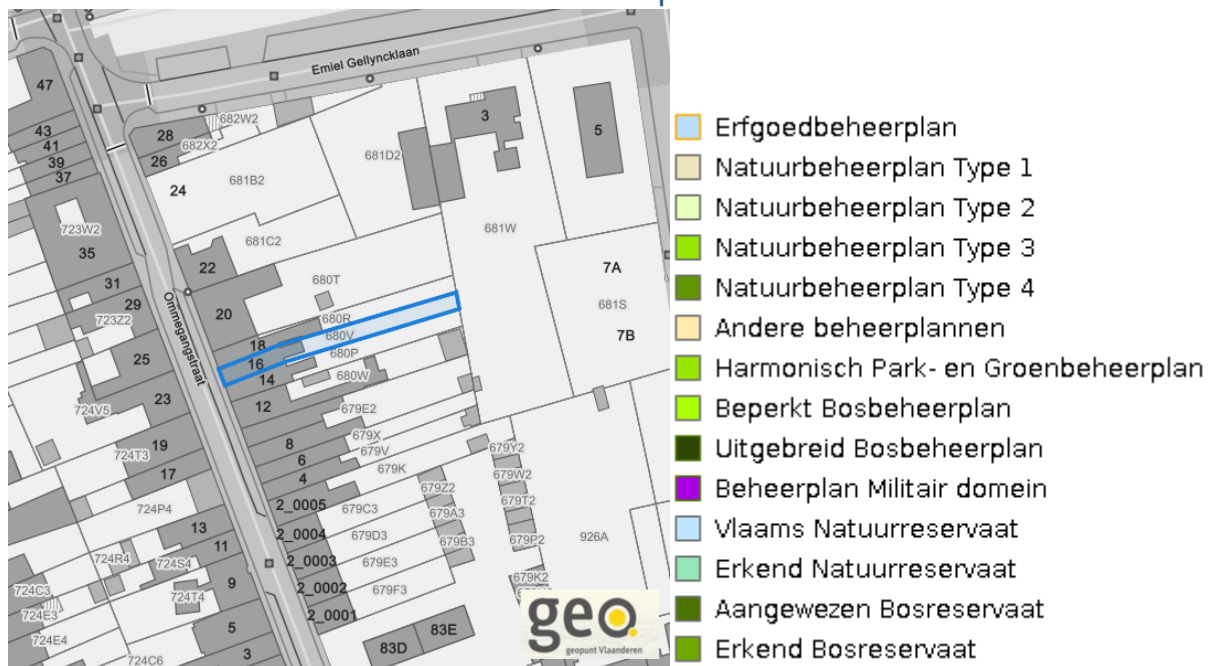 Emiel Gellyncklaan
47
682W2
28
43
682X2
41
26
39
37
681D2
3
5
24
681B2
723W2
681W
35
681C2
22
7A
31
680T
681S
29
Ommegangstraat
20
723Z2
680R
7B
18
680V
25
16
680P
14
680W
23
12
724V5
679E2
19
8
679X
679Y2
724T3
6
679V
17
4
679K
679W2
2_0005
679Z2
679T2
724P4
679C3
679A3
13
2_0004
679D3
679B3
679P2
926A
11
724R4
724S4
2_0003
679E3
9
679K2
724C3
724T4
2_0002
679F3
724E3
2_0001
5
83E
724E4
83D
3
724C6
geo
geopunt Vlaanderen
Erfgoedbeheerplan
Natuurbeheerplan Type 1
Natuurbeheerplan Type 2
Natuurbeheerplan Type 3
Natuurbeheerplan Type 4
Andere beheerplannen
Harmonisch Park- en Groenbeheerplan
Beperkt Bosbeheerplan
Uitgebreid Bosbeheerplan
Beheerplan Militair domein
Vlaams Natuurreservaat
Erkend Natuurreservaat
Aangewezen Bosreservaat
Erkend Bosreservaat